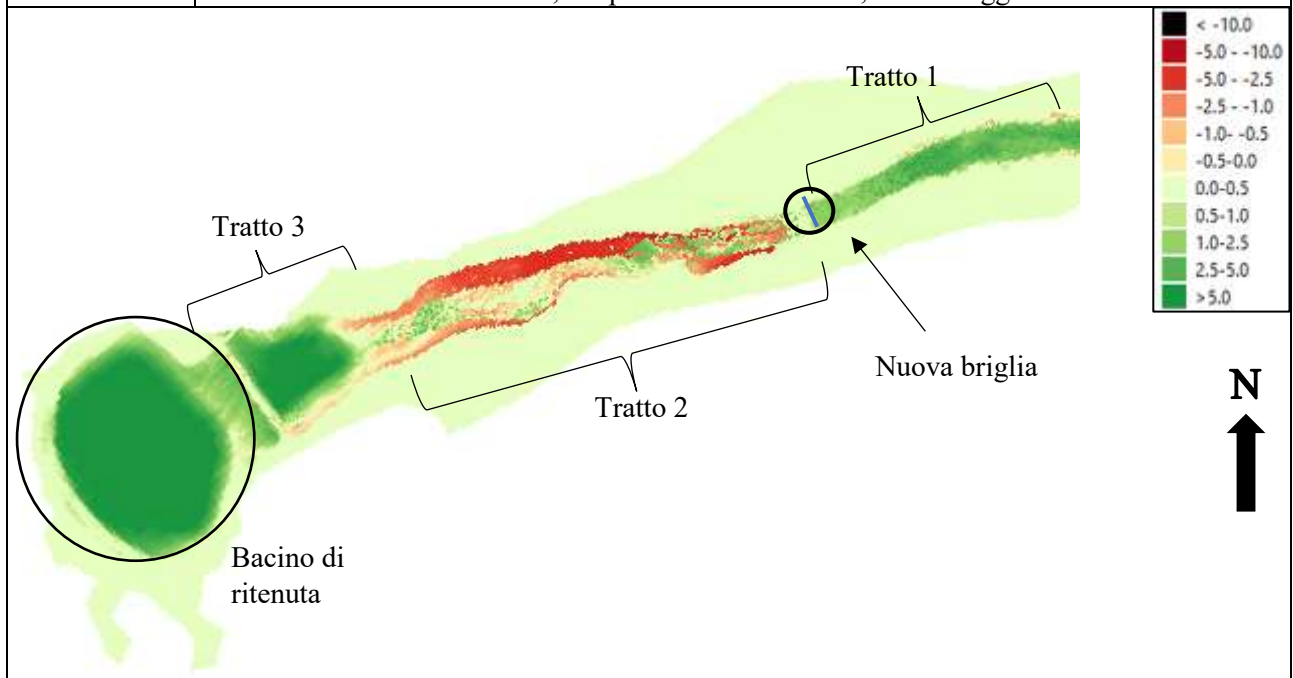 < -10.0
-5.0 - -10.0
-5.0 - -2.5
-2.5 - -1.0
-1.0- -0.5
-0.5-0.0
0.0-0.5
0.5-1.0
1.0-2.5
2.5-5.0
>5.0
Tratto 1
Tratto 3
Nuova briglia
N
Tratto 2
Bacino di
ritenuta